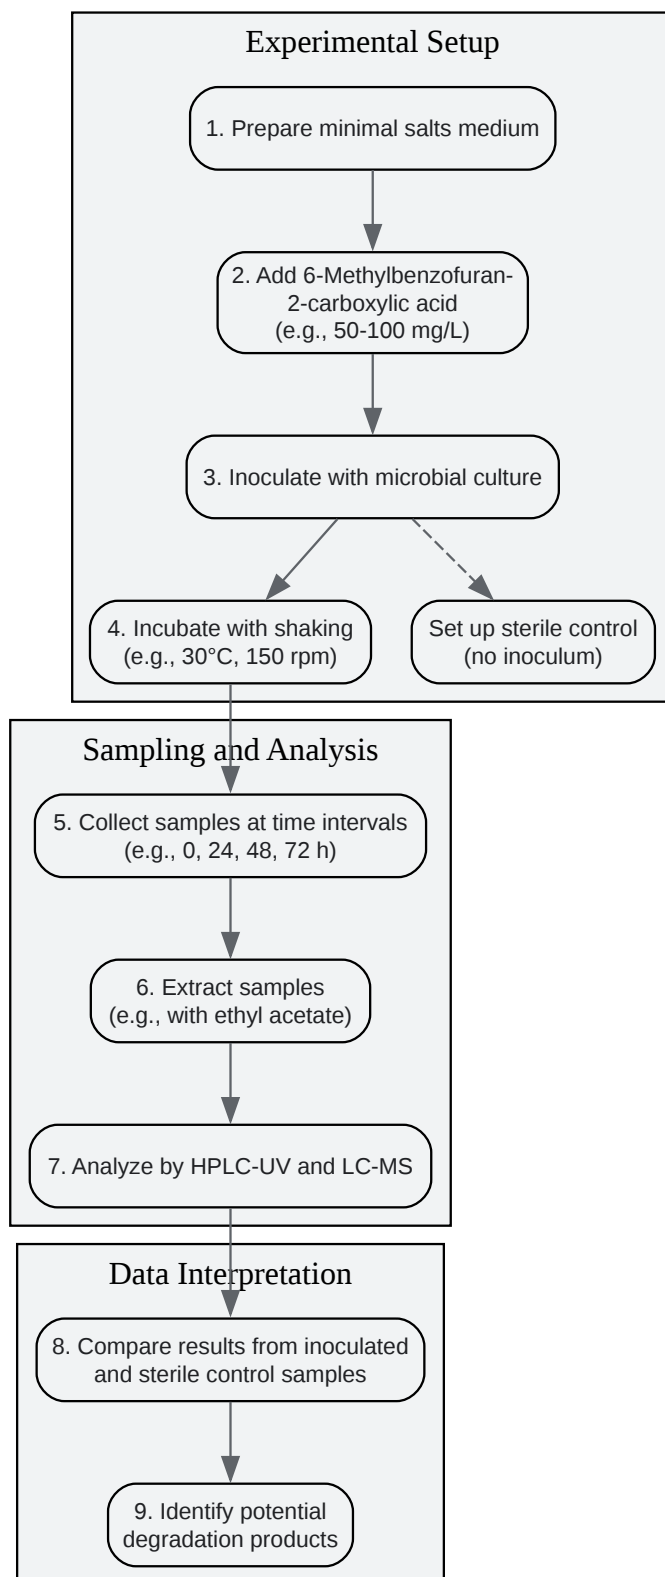 Experimental Setup
1. Prepare minimal salts medium
2. Add 6-Methylbenzofuran-
2-carboxylic acid
(e.g., 50-100 mg/L)
3. Inoculate with microbial culture
4. Incubate with shaking
(e.g., 30°C, 150 rpm)
Set up sterile control
(no inoculum)
Sampling and Analysis
5. Collect samples at time intervals
(e.g., 0, 24, 48, 72 h)
6. Extract samples
(e.g., with ethyl acetate)
7. Analyze by HPLC-UV and LC-MS
Data Interpretation
8. Compare results from inoculated
and sterile control samples
9. Identify potential
degradation products